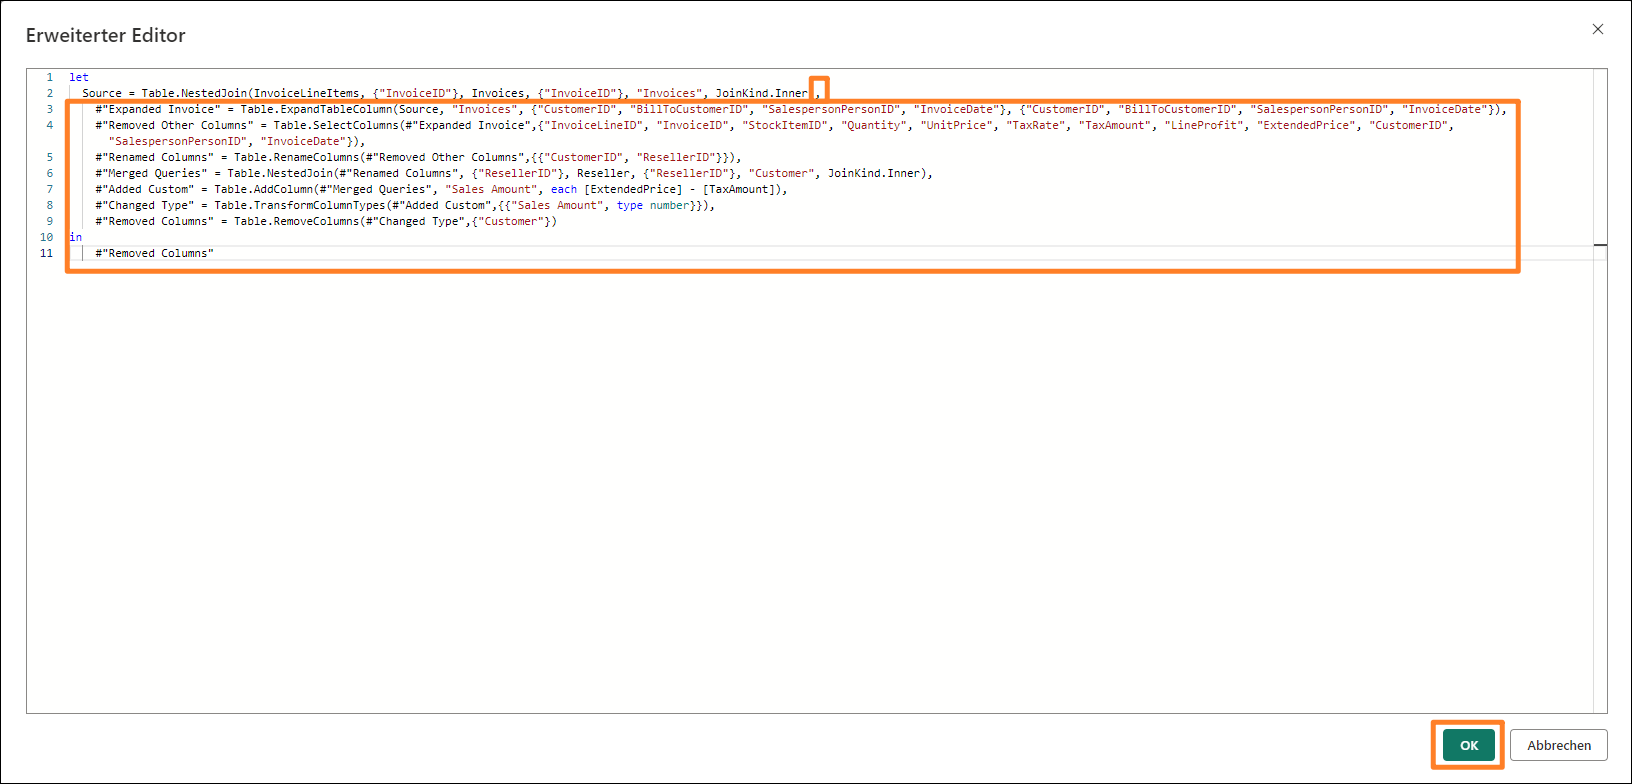 Erweiterter Editor
1 let
2 Source = Table.NestedJoin(InvoiceLineItems, {"InvoiceID"}, Invoices, {"InvoiceID"}, "Invoices", JoinKind.Inner),
3 #"Expanded Invoice" = Table.ExpandTableColumn(Source, "Invoices", {"CustomerID", "BillToCustomerID", "SalespersonPersonID", "InvoiceDate"}, {"CustomerID", "BillToCustomerID", "SalespersonPersonID", "InvoiceDate"}),
4 #"Removed Other Columns" = Table.SelectColumns(#"Expanded Invoice",{"InvoiceLineID", "InvoiceID", "StockItemID", "Quantity", "UnitPrice", "TaxRate", "TaxAmount", "LineProfit", "ExtendedPrice", "CustomerID",
"SalespersonPersonID", "InvoiceDate"}),
5 #"Renamed Columns" = Table.RenameColumns(#"Removed Other Columns",{{"CustomerID", "ResellerID"}}),
6 #"Merged Queries" = Table.NestedJoin(#"Renamed Columns", {"ResellerID"}, Reseller, {"ResellerID"}, "Customer", JoinKind.Inner),
7 #"Added Custom" = Table.AddColumn(#"Merged Queries", "Sales Amount", each [ExtendedPrice] - [TaxAmount]),
8 #"Changed Type" = Table.TransformColumnTypes(#"Added Custom",{{"Sales Amount", type number}}),
9 #"Removed Columns" = Table.RemoveColumns(#"Changed Type",{"Customer"})
10 in
11 #"Removed Columns"
OK
Abbrechen